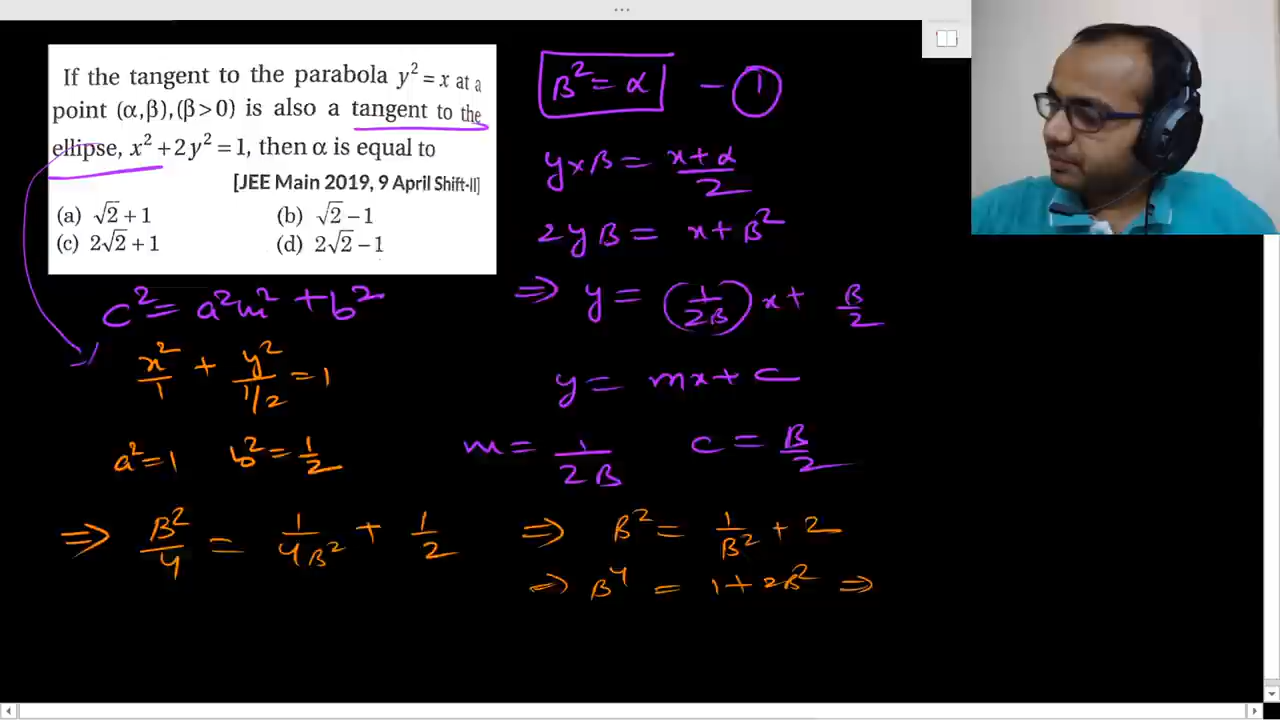 If the tangent to the parabola y² = x at a
point (α,β),(β > 0) is also a tangent to the
ellipse, x² + 2y² = 1, then α is equal to
[JEE Main 2019, 9 April Shift-II]
(a) √2 + 1 (b) √2 − 1
(c) 2√2 + 1 (d) 2√2 − 1
c² = a²m² + b²
x²/1 + y²/1/2 = 1
a² = 1 b² = 1/2
⇒ β²/4 = 1/4β² + 1/2
β² = α - ①
y×β = x+α/2
2yβ = x+β²
⇒ y = (1/2β)x + β/2
y = mx + c
m = 1/2β c = β/2
⇒ β² = 1/β² + 2
⇒ β⁴ = 1+2β² ⇒